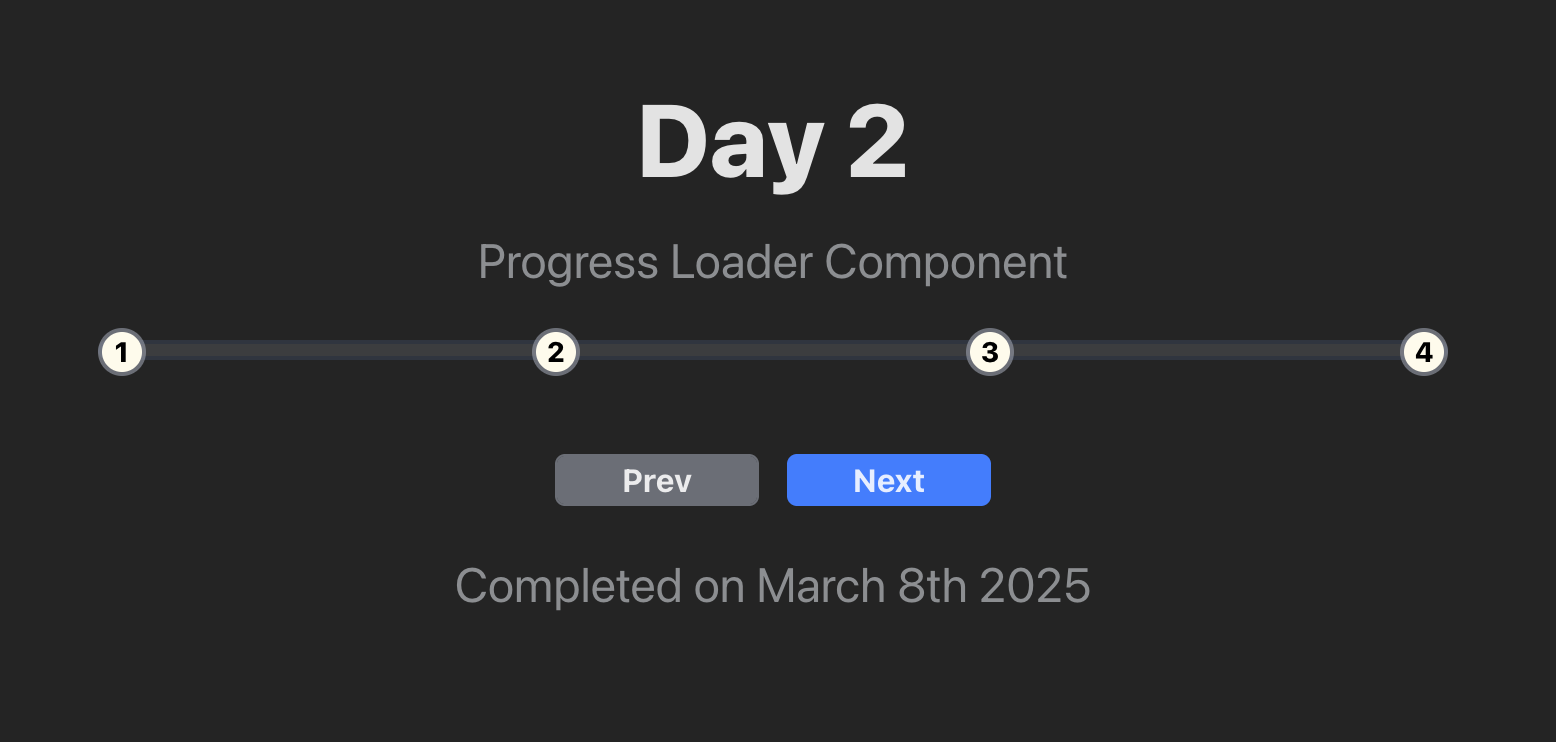 Day 2
Progress Loader Component
1 2 3 4
Prev Next
Completed on March 8th 2025